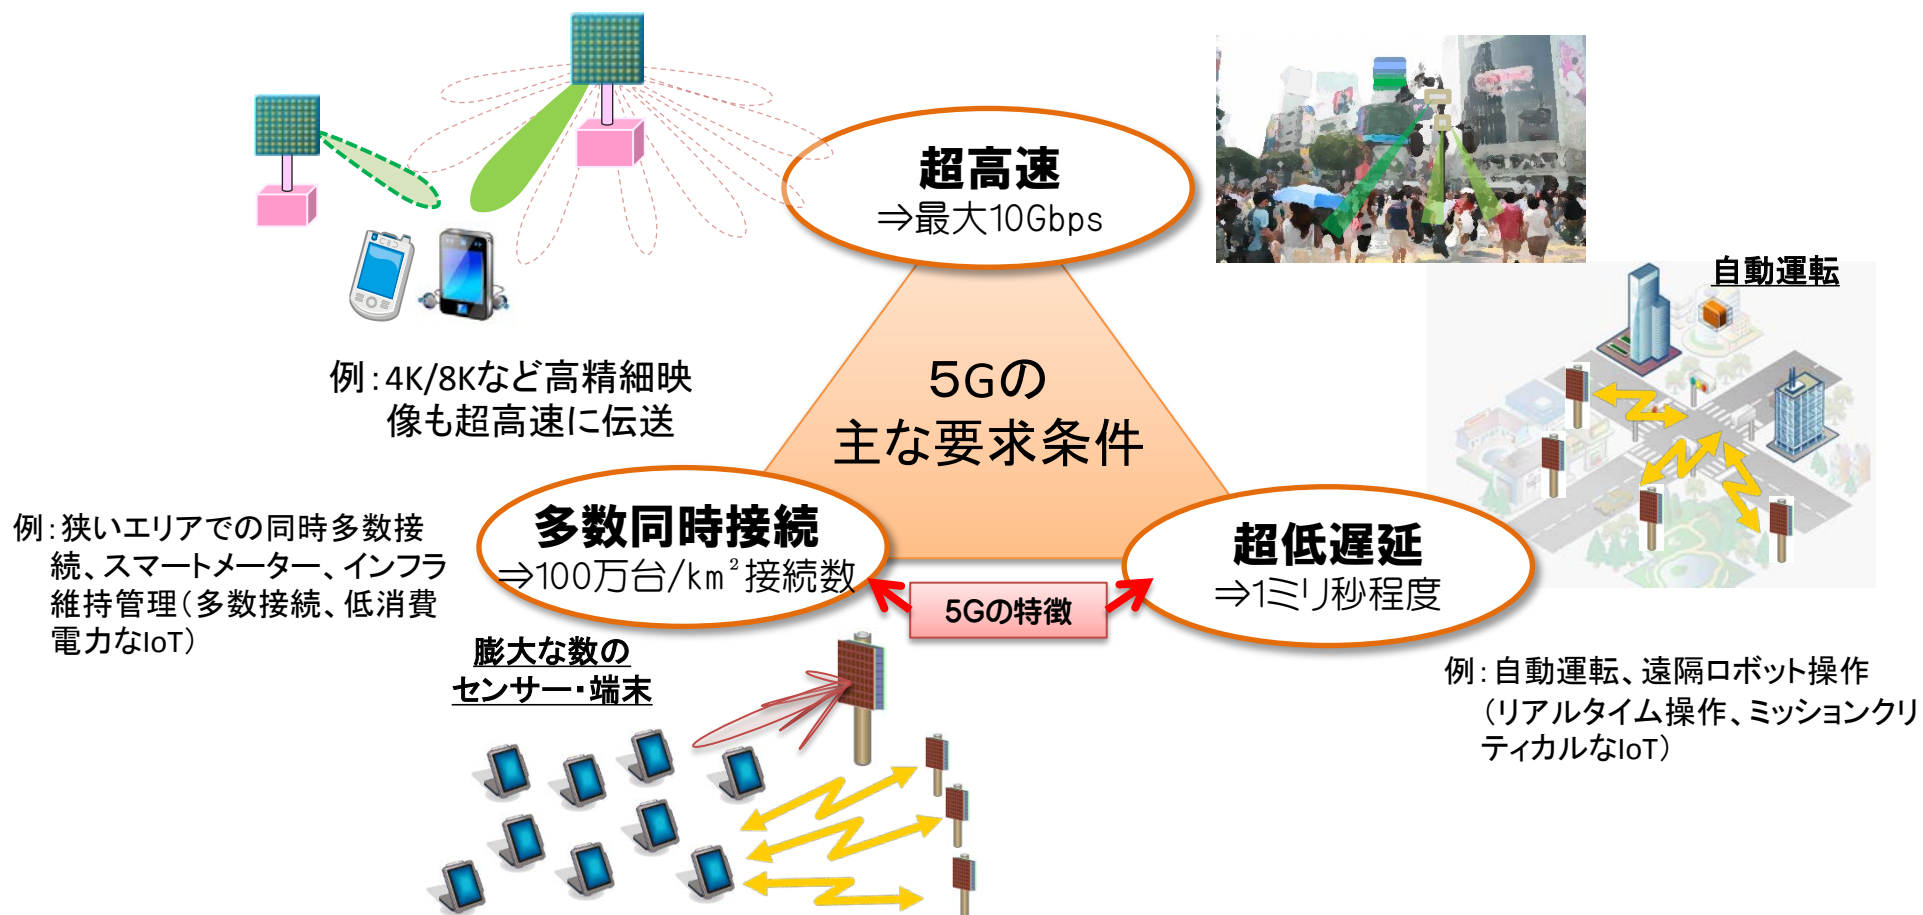 超高速
⇒最大10Gbps
自動運転
例:4K/8Kなど高精細映
像も超高速に伝送
5Gの
主な要求条件
多数同時接続
⇒100万台/km²接続数
例:狭いエリアでの同時多数接
続、スマートメーター、インフラ
維持管理(多数接続、低消費
電力なIoT)
超低遅延
⇒1ミリ秒程度
5Gの特徴
膨大な数の
センサー・端末
例:自動運転、遠隔ロボット操作
(リアルタイム操作、ミッションクリ
ティカルなIoT)